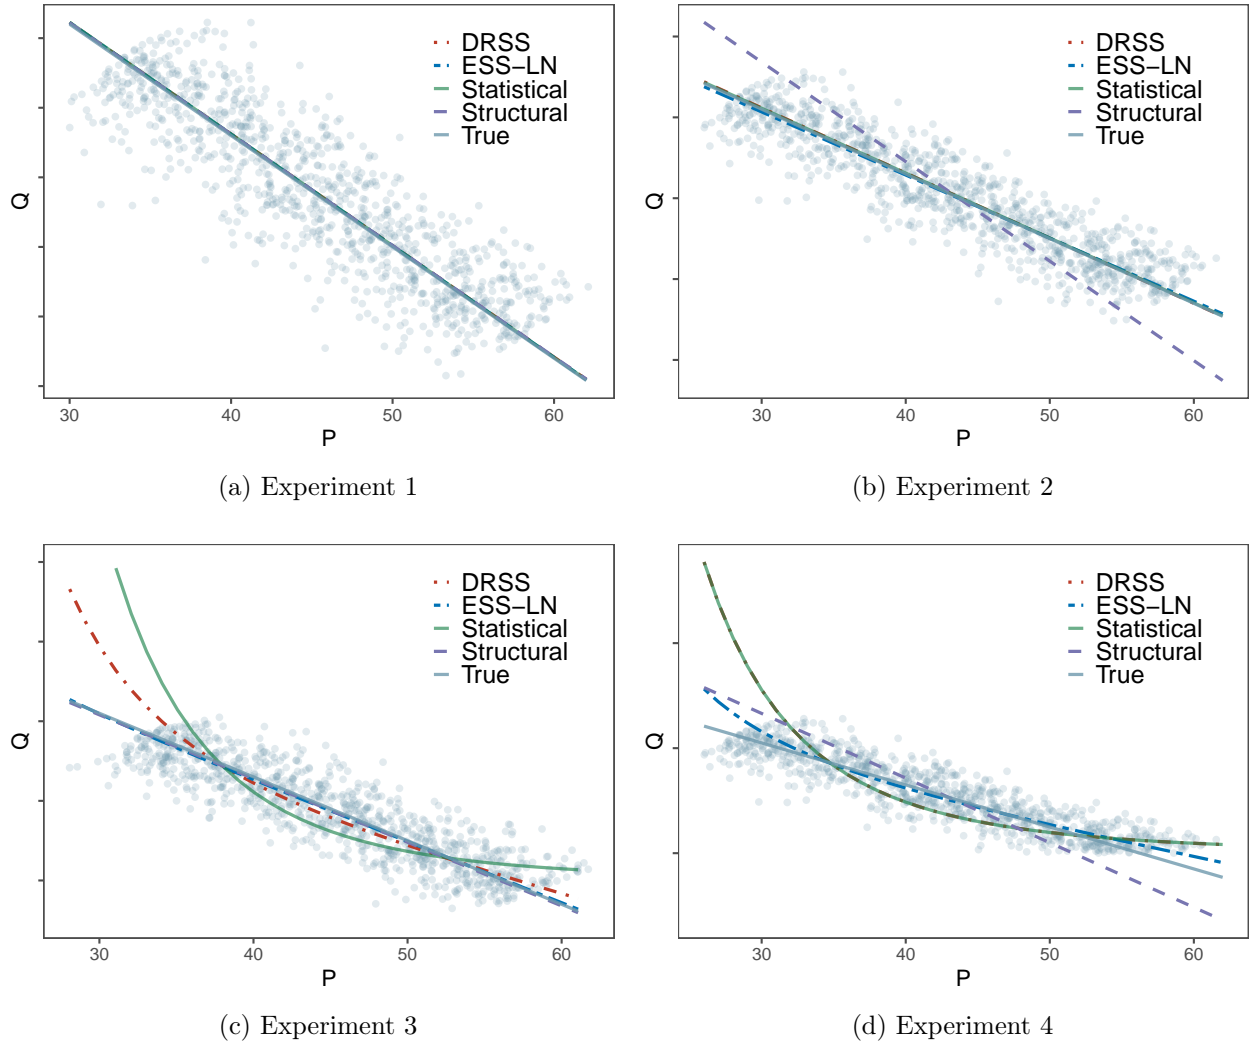 DRSS
ESS−LN
Statistical
Structural
True
Q
30 40 50 60
P
(a) Experiment 1
DRSS
ESS−LN
Statistical
Structural
True
Q
30 40 50 60
P
(b) Experiment 2
DRSS
ESS−LN
Statistical
Structural
True
Q
30 40 50 60
P
(c) Experiment 3
DRSS
ESS−LN
Statistical
Structural
True
Q
30 40 50 60
P
(d) Experiment 4